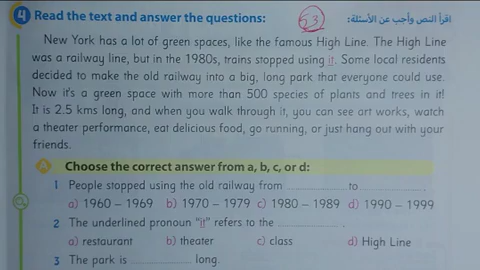 4 Read the text and answer the questions: 53 اقرأ النص وأجب عن الأسئلة:
New York has a lot of green spaces, like the famous High Line. The High Line
was a railway line, but in the 1980s, trains stopped using it. Some local residents
decided to make the old railway into a big, long park that everyone could use.
Now it's a green space with more than 500 species of plants and trees in it!
It is 2.5 kms long, and when you walk through it, you can see art works, watch
a theater performance, eat delicious food, go running, or just hang out with your
friends.
A Choose the correct answer from a, b, c, or d:
1 People stopped using the old railway from .................... to .................... .
a) 1960 – 1969 b) 1970 – 1979 c) 1980 – 1989 d) 1990 – 1999
2 The underlined pronoun "it" refers to the .................... .
a) restaurant b) theater c) class d) High Line
3 The park is .................... long.